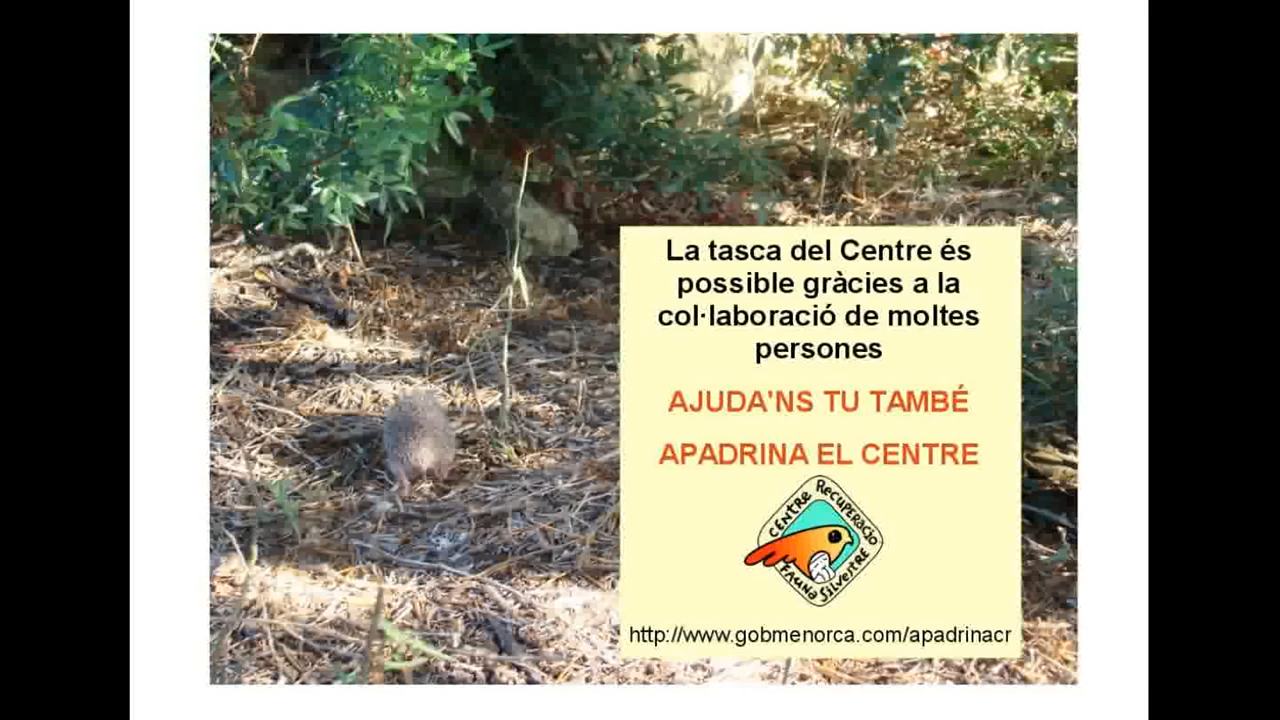 La tasca del Centre és
possible gràcies a la
col·laboració de moltes
persones
AJUDA'NS TU TAMBÉ
APADRINA EL CENTRE
CENTRE RECUPERACIO
FAUNA SILVESTRE
http://www.gobmenorca.com/apadrinacr